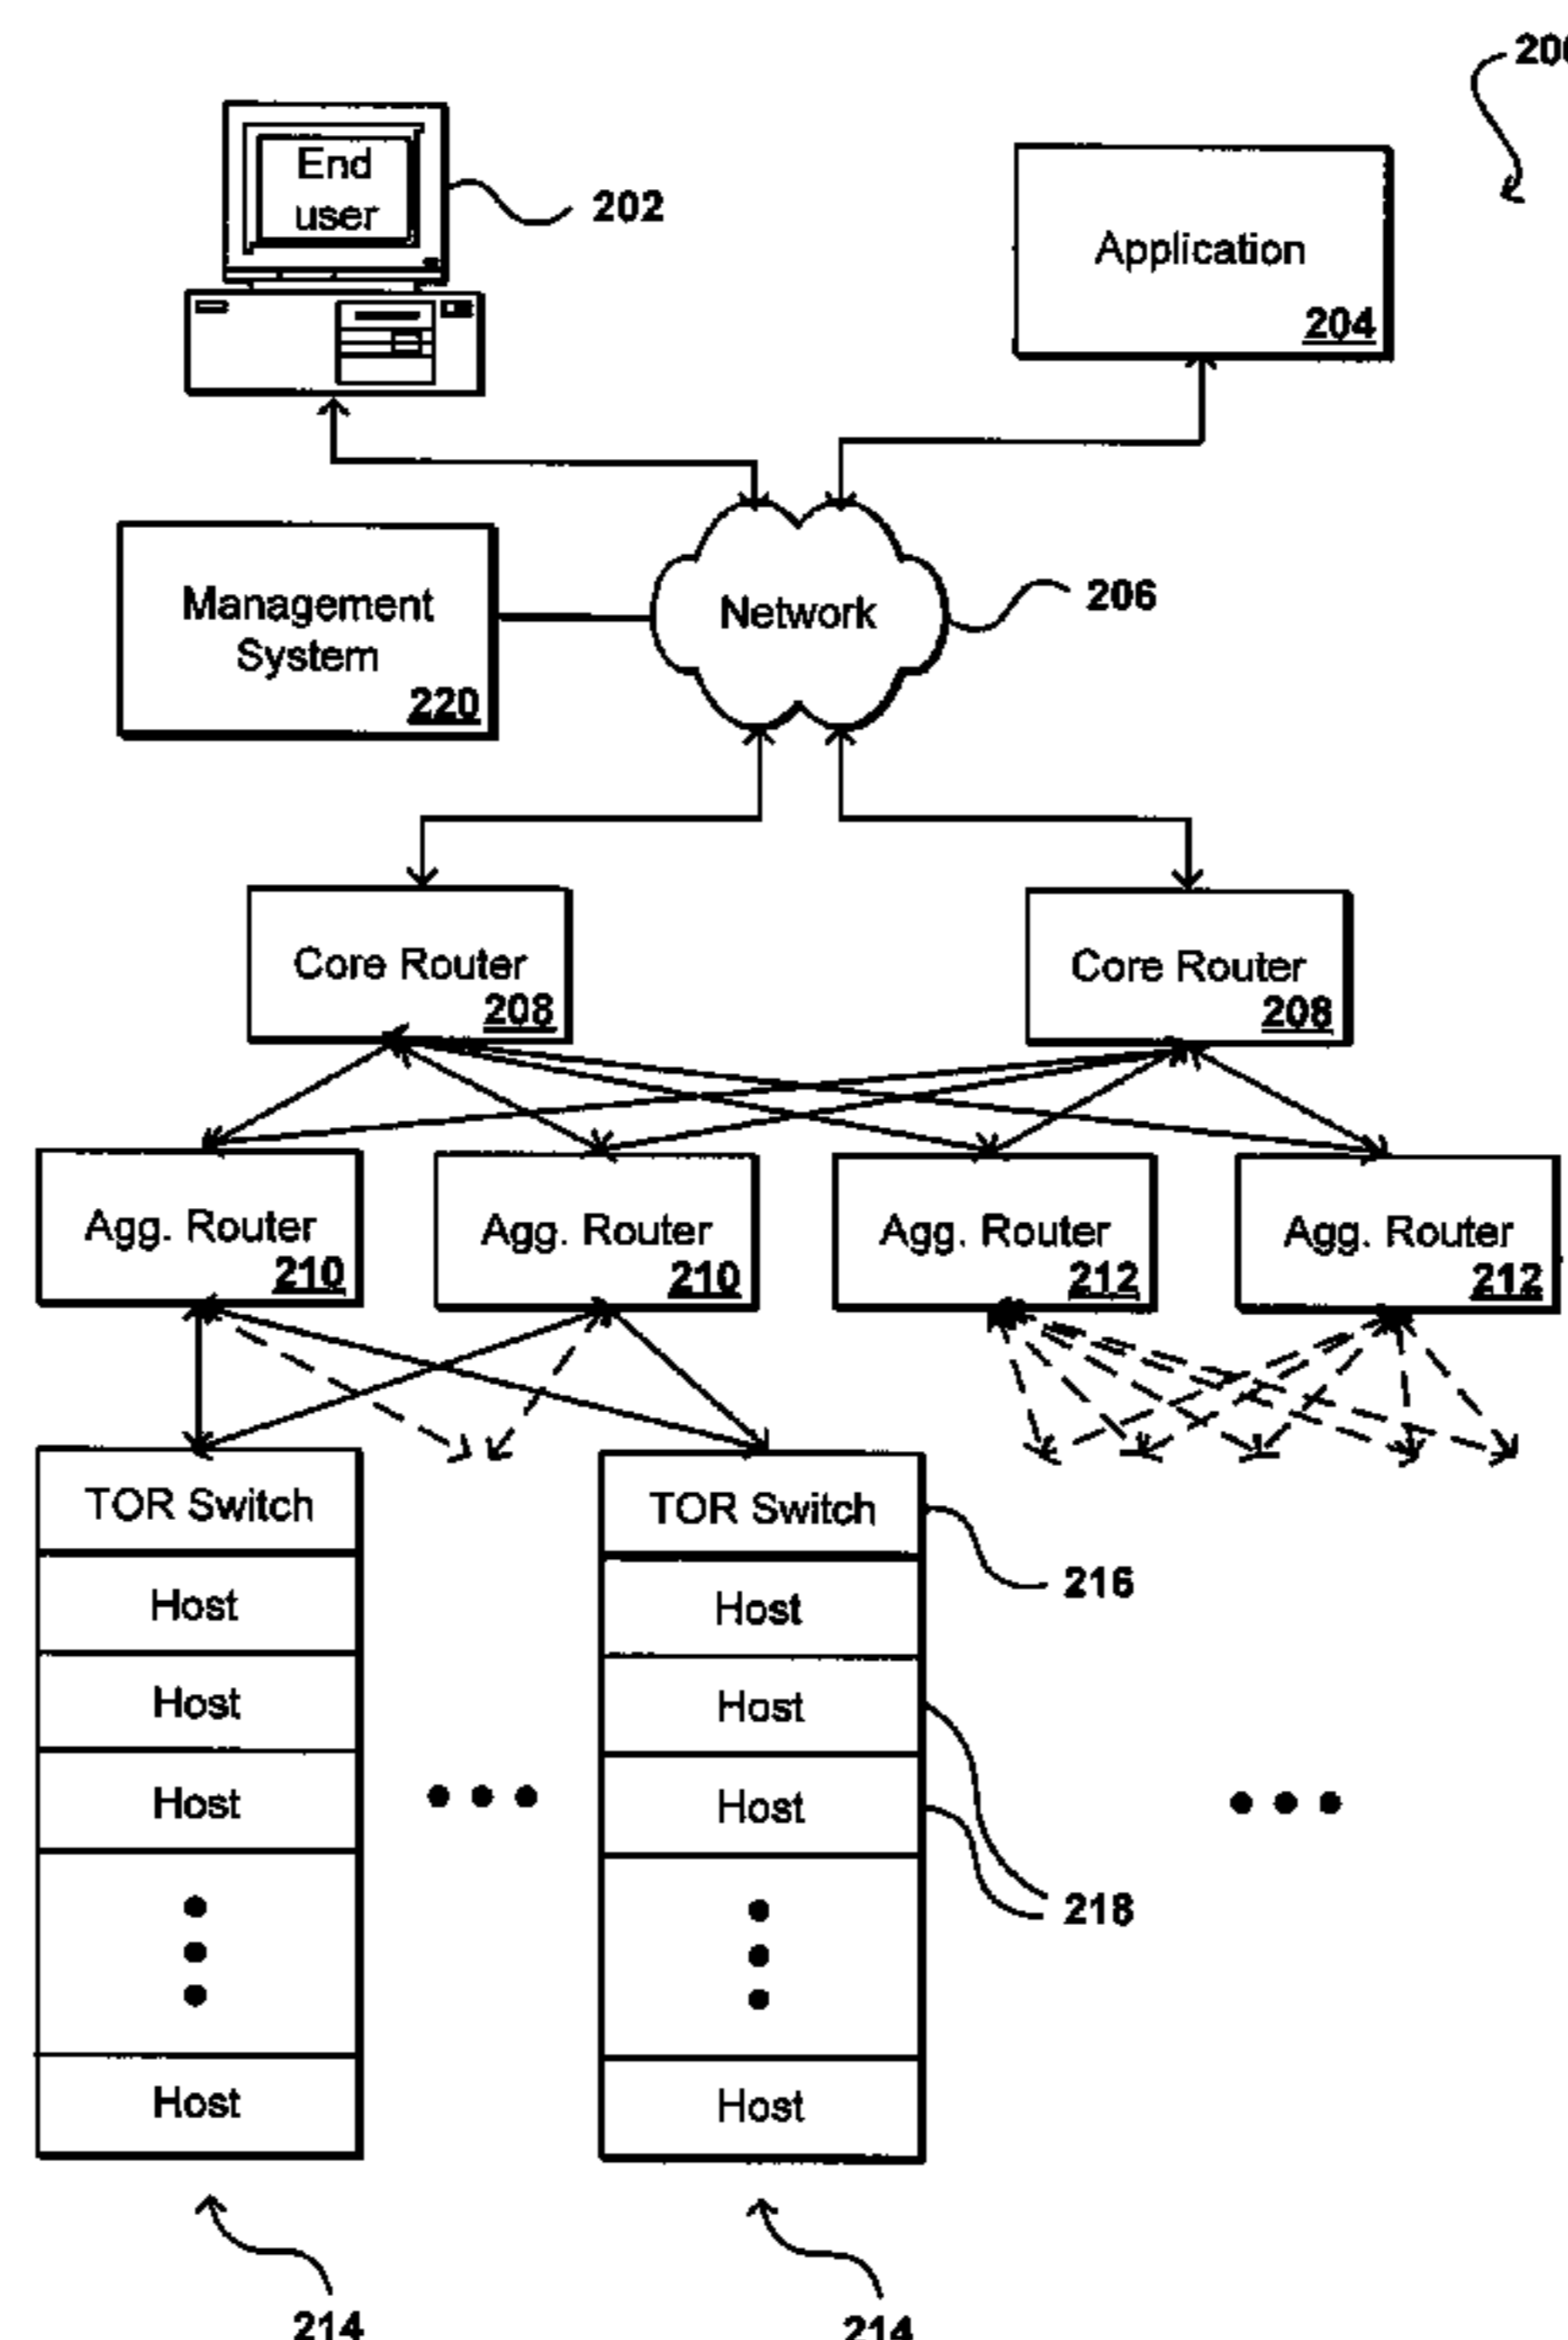 End
user
202
Application
204
Management
System
220
Network
206
Core Router
208
Core Router
208
Agg. Router
210
Agg. Router
210
Agg. Router
212
Agg. Router
212
TOR Switch
Host
Host
Host
Host
TOR Switch
216
Host
Host
Host
218
Host
214
214